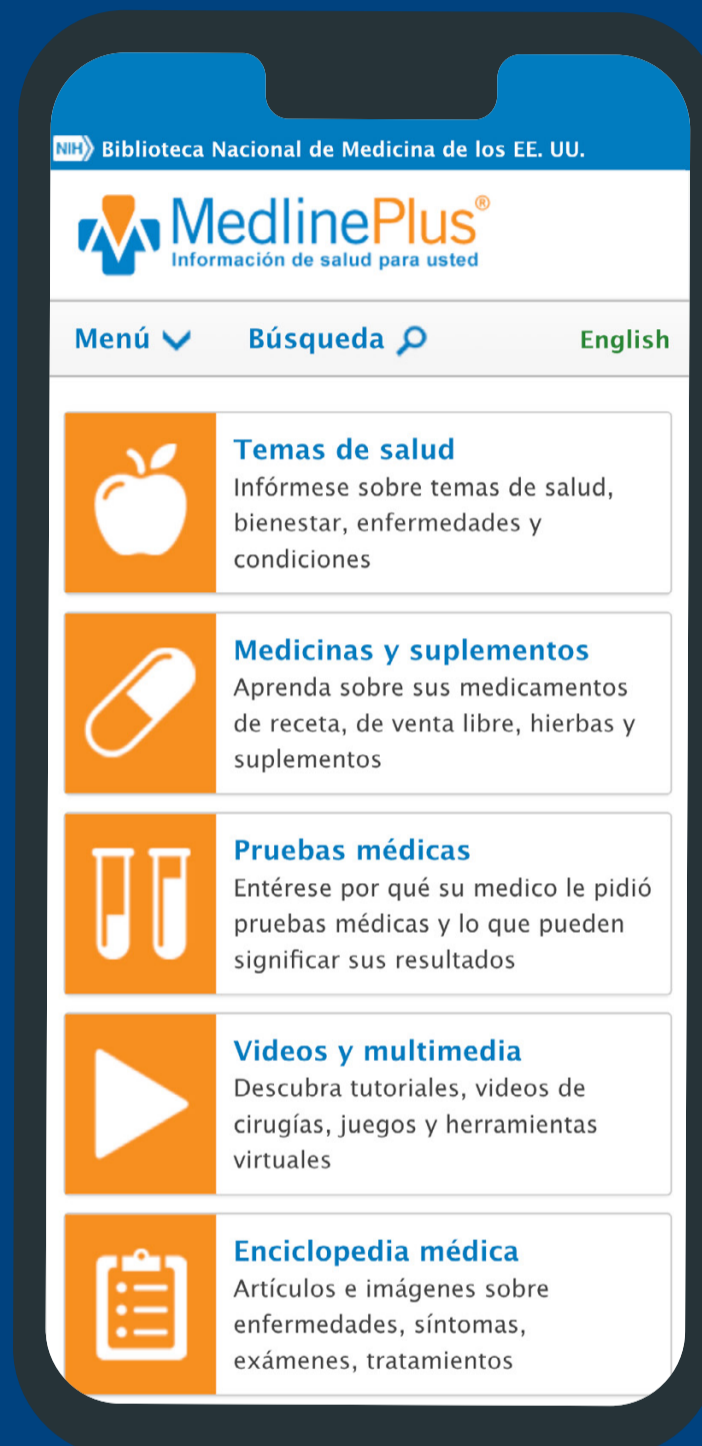 NIH Biblioteca Nacional de Medicina de los EE. UU.
MedlinePlus®
Información de salud para usted
Menú Búsqueda English
Temas de salud
Infórmese sobre temas de salud,
bienestar, enfermedades y
condiciones
Medicinas y suplementos
Aprenda sobre sus medicamentos
de receta, de venta libre, hierbas y
suplementos
Pruebas médicas
Entérese por qué su medico le pidió
pruebas médicas y lo que pueden
significar sus resultados
Videos y multimedia
Descubra tutoriales, videos de
cirugías, juegos y herramientas
virtuales
Enciclopedia médica
Artículos e imágenes sobre
enfermedades, síntomas,
exámenes, tratamientos